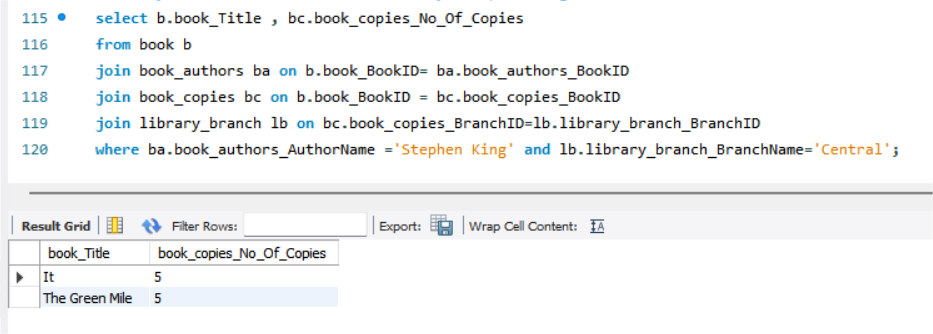 115 select b.book_Title , bc.book_copies_No_Of_Copies
116 from book b
117 join book_authors ba on b.book_BookID= ba.book_authors_BookID
118 join book_copies bc on b.book_BookID = bc.book_copies_BookID
119 join library_branch lb on bc.book_copies_BranchID=lb.library_branch_BranchID
120 where ba.book_authors_AuthorName ='Stephen King' and lb.library_branch_BranchName='Central';
Result Grid Filter Rows: Export: Wrap Cell Content:
book_Title book_copies_No_Of_Copies
It 5
The Green Mile 5